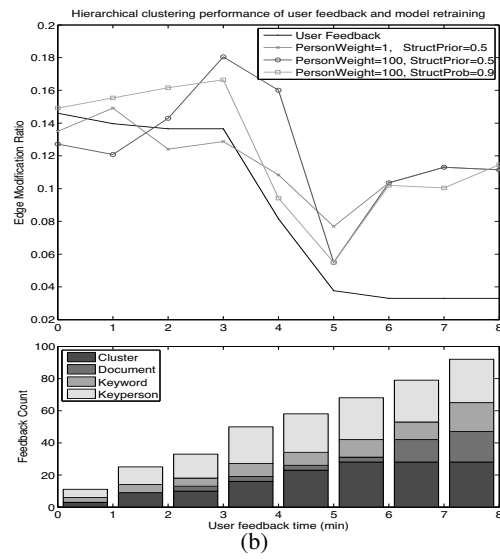 Hierarchical clustering performance of user feedback and model retraining
0.2
0.18
0.16
0.14
0.12
0.1
0.08
0.06
0.04
0.02
Edge Modification Ratio
User Feedback
PersonWeight=1, StructPrior=0.5
PersonWeight=100, StructPrior=0.5
PersonWeight=100, StructProb=0.9
0 1 2 3 4 5 6 7 8
100
80
60
40
20
0
Feedback Count
Cluster
Document
Keyword
Keyperson
0 1 2 3 4 5 6 7 8
User feedback time (min)
(b)